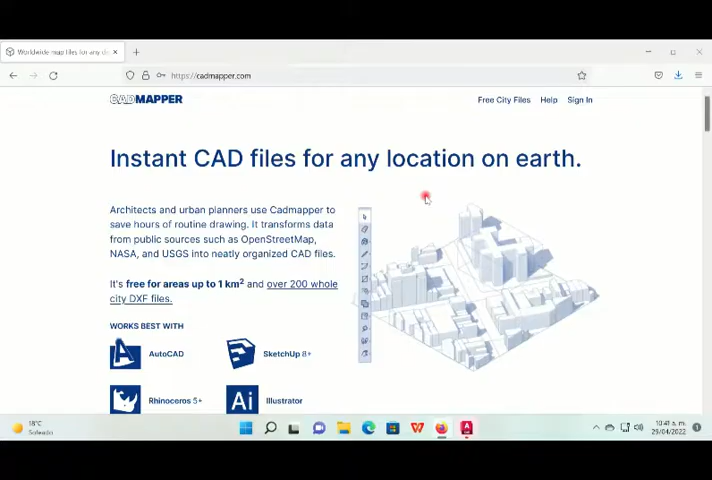 Worldwide map files for any de
https://cadmapper.com
CADMAPPER
Free City Files Help Sign In
Instant CAD files for any location on earth.
Architects and urban planners use Cadmapper to
save hours of routine drawing. It transforms data
from public sources such as OpenStreetMap,
NASA, and USGS into neatly organized CAD files.
It's free for areas up to 1 km² and over 200 whole
city DXF files.
WORKS BEST WITH
AutoCAD
SketchUp 8+
Rhinoceros 5+
Ai Illustrator
18°C
Soleado
10:41 a. m.
29/04/2022